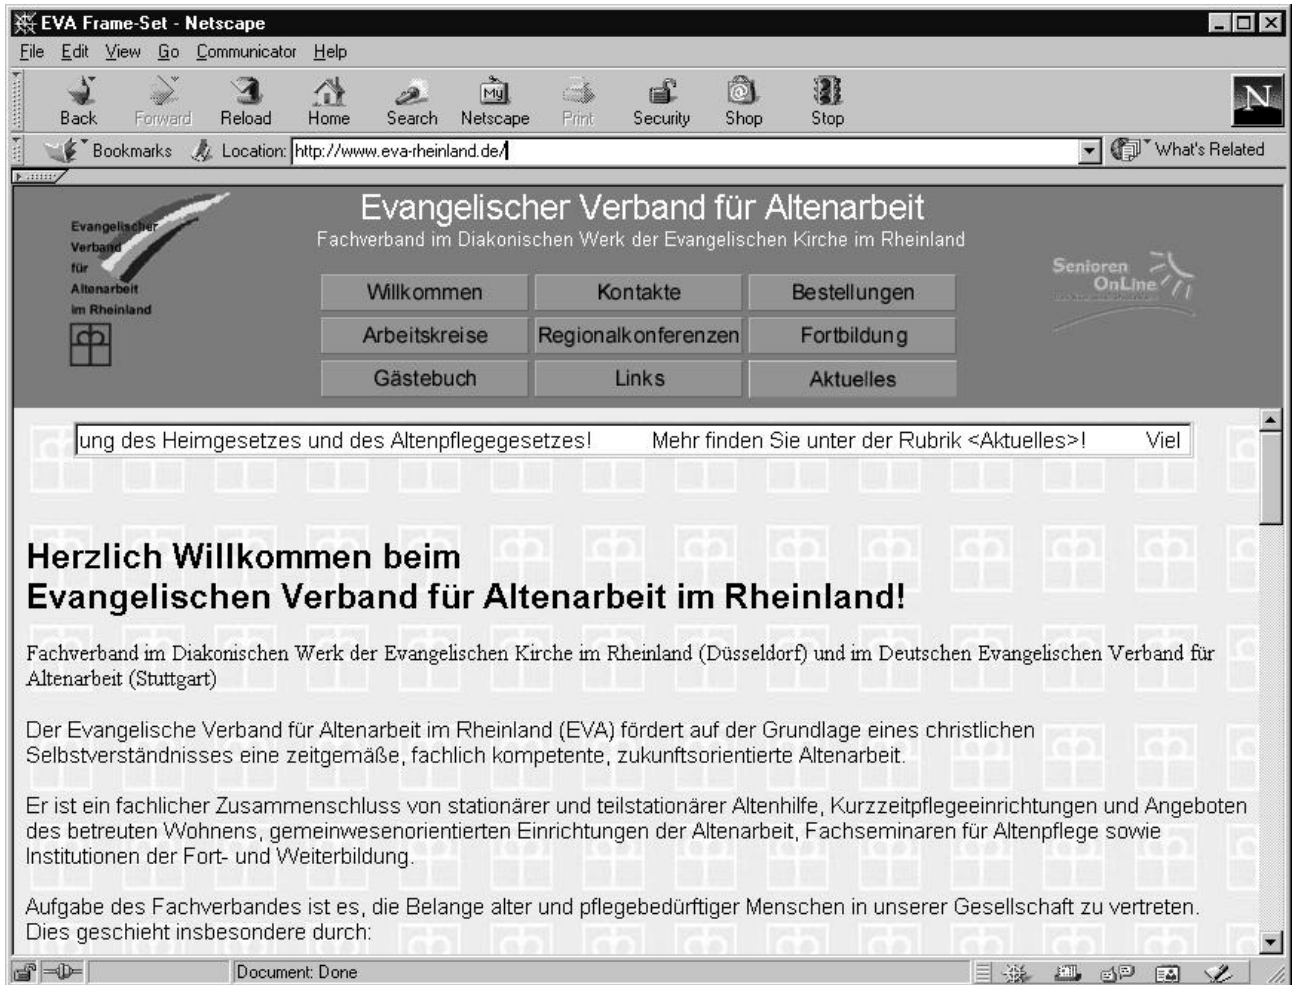 EVA Frame-Set - Netscape
File Edit View Go Communicator Help
Back Forward Reload Home Search Netscape Print Security Shop Stop
My
N
Bookmarks Location: http://www.eva-rheinland.de/ What's Related
Evangelischer
Verband
für
Altenarbeit
im Rheinland
Evangelischer Verband für Altenarbeit
Fachverband im Diakonischen Werk der Evangelischen Kirche im Rheinland
Willkommen Kontakte Bestellungen
Arbeitskreise Regionalkonferenzen Fortbildung
Gästebuch Links Aktuelles
Senioren
OnLine
ung des Heimgesetzes und des Altenpflegegesetzes! Mehr finden Sie unter der Rubrik <Aktuelles>! Viel
Herzlich Willkommen beim
Evangelischen Verband für Altenarbeit im Rheinland!
Fachverband im Diakonischen Werk der Evangelischen Kirche im Rheinland (Düsseldorf) und im Deutschen Evangelischen Verband für
Altenarbeit (Stuttgart)
Der Evangelische Verband für Altenarbeit im Rheinland (EVA) fördert auf der Grundlage eines christlichen
Selbstverständnisses eine zeitgemäße, fachlich kompetente, zukunftsorientierte Altenarbeit.
Er ist ein fachlicher Zusammenschluss von stationärer und teilstationärer Altenhilfe, Kurzzeitpflegeeinrichtungen und Angeboten
des betreuten Wohnens, gemeinwesenorientierten Einrichtungen der Altenarbeit, Fachseminaren für Altenpflege sowie
Institutionen der Fort- und Weiterbildung.
Aufgabe des Fachverbandes ist es, die Belange alter und pflegebedürftiger Menschen in unserer Gesellschaft zu vertreten.
Dies geschieht insbesondere durch:
Document: Done